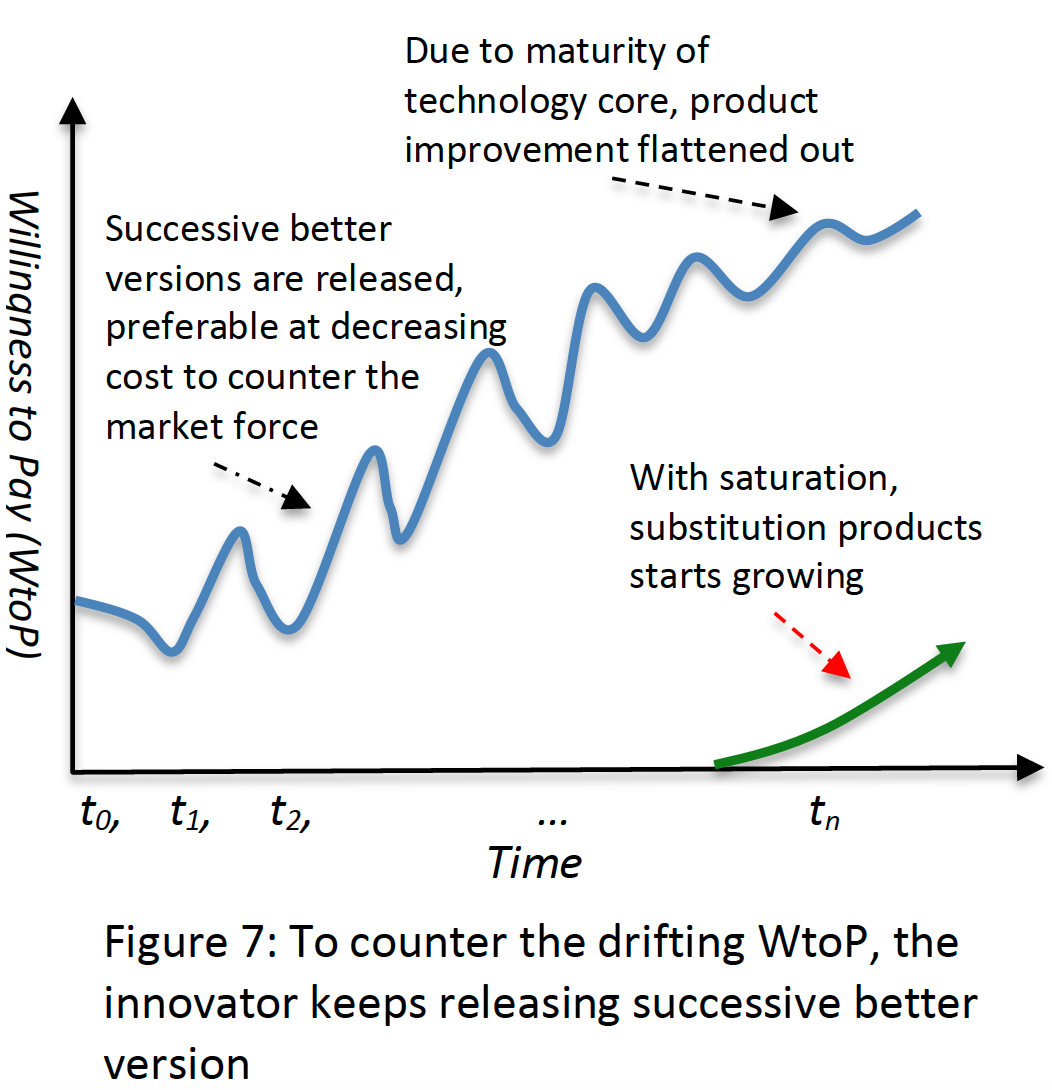 Due to maturity of
technology core, product
improvement flattened out
Successive better
versions are released,
preferable at decreasing
cost to counter the
market force
Willingness to Pay (WtoP)
With saturation,
substitution products
starts growing
t0, t1, t2, ... tn
Time
Figure 7: To counter the drifting WtoP, the
innovator keeps releasing successive better
version